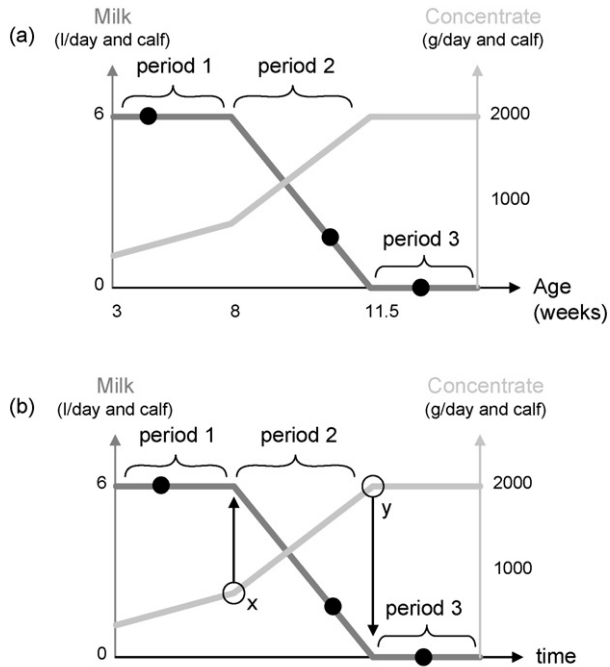 (a)
Milk
(l/day and calf)
Concentrate
(g/day and calf)
period 1
period 2
6
2000
1000
period 3
0
Age
(weeks)
3
8
11.5
(b)
Milk
(l/day and calf)
Concentrate
(g/day and calf)
period 1
period 2
6
2000
y
1000
x
period 3
0
time